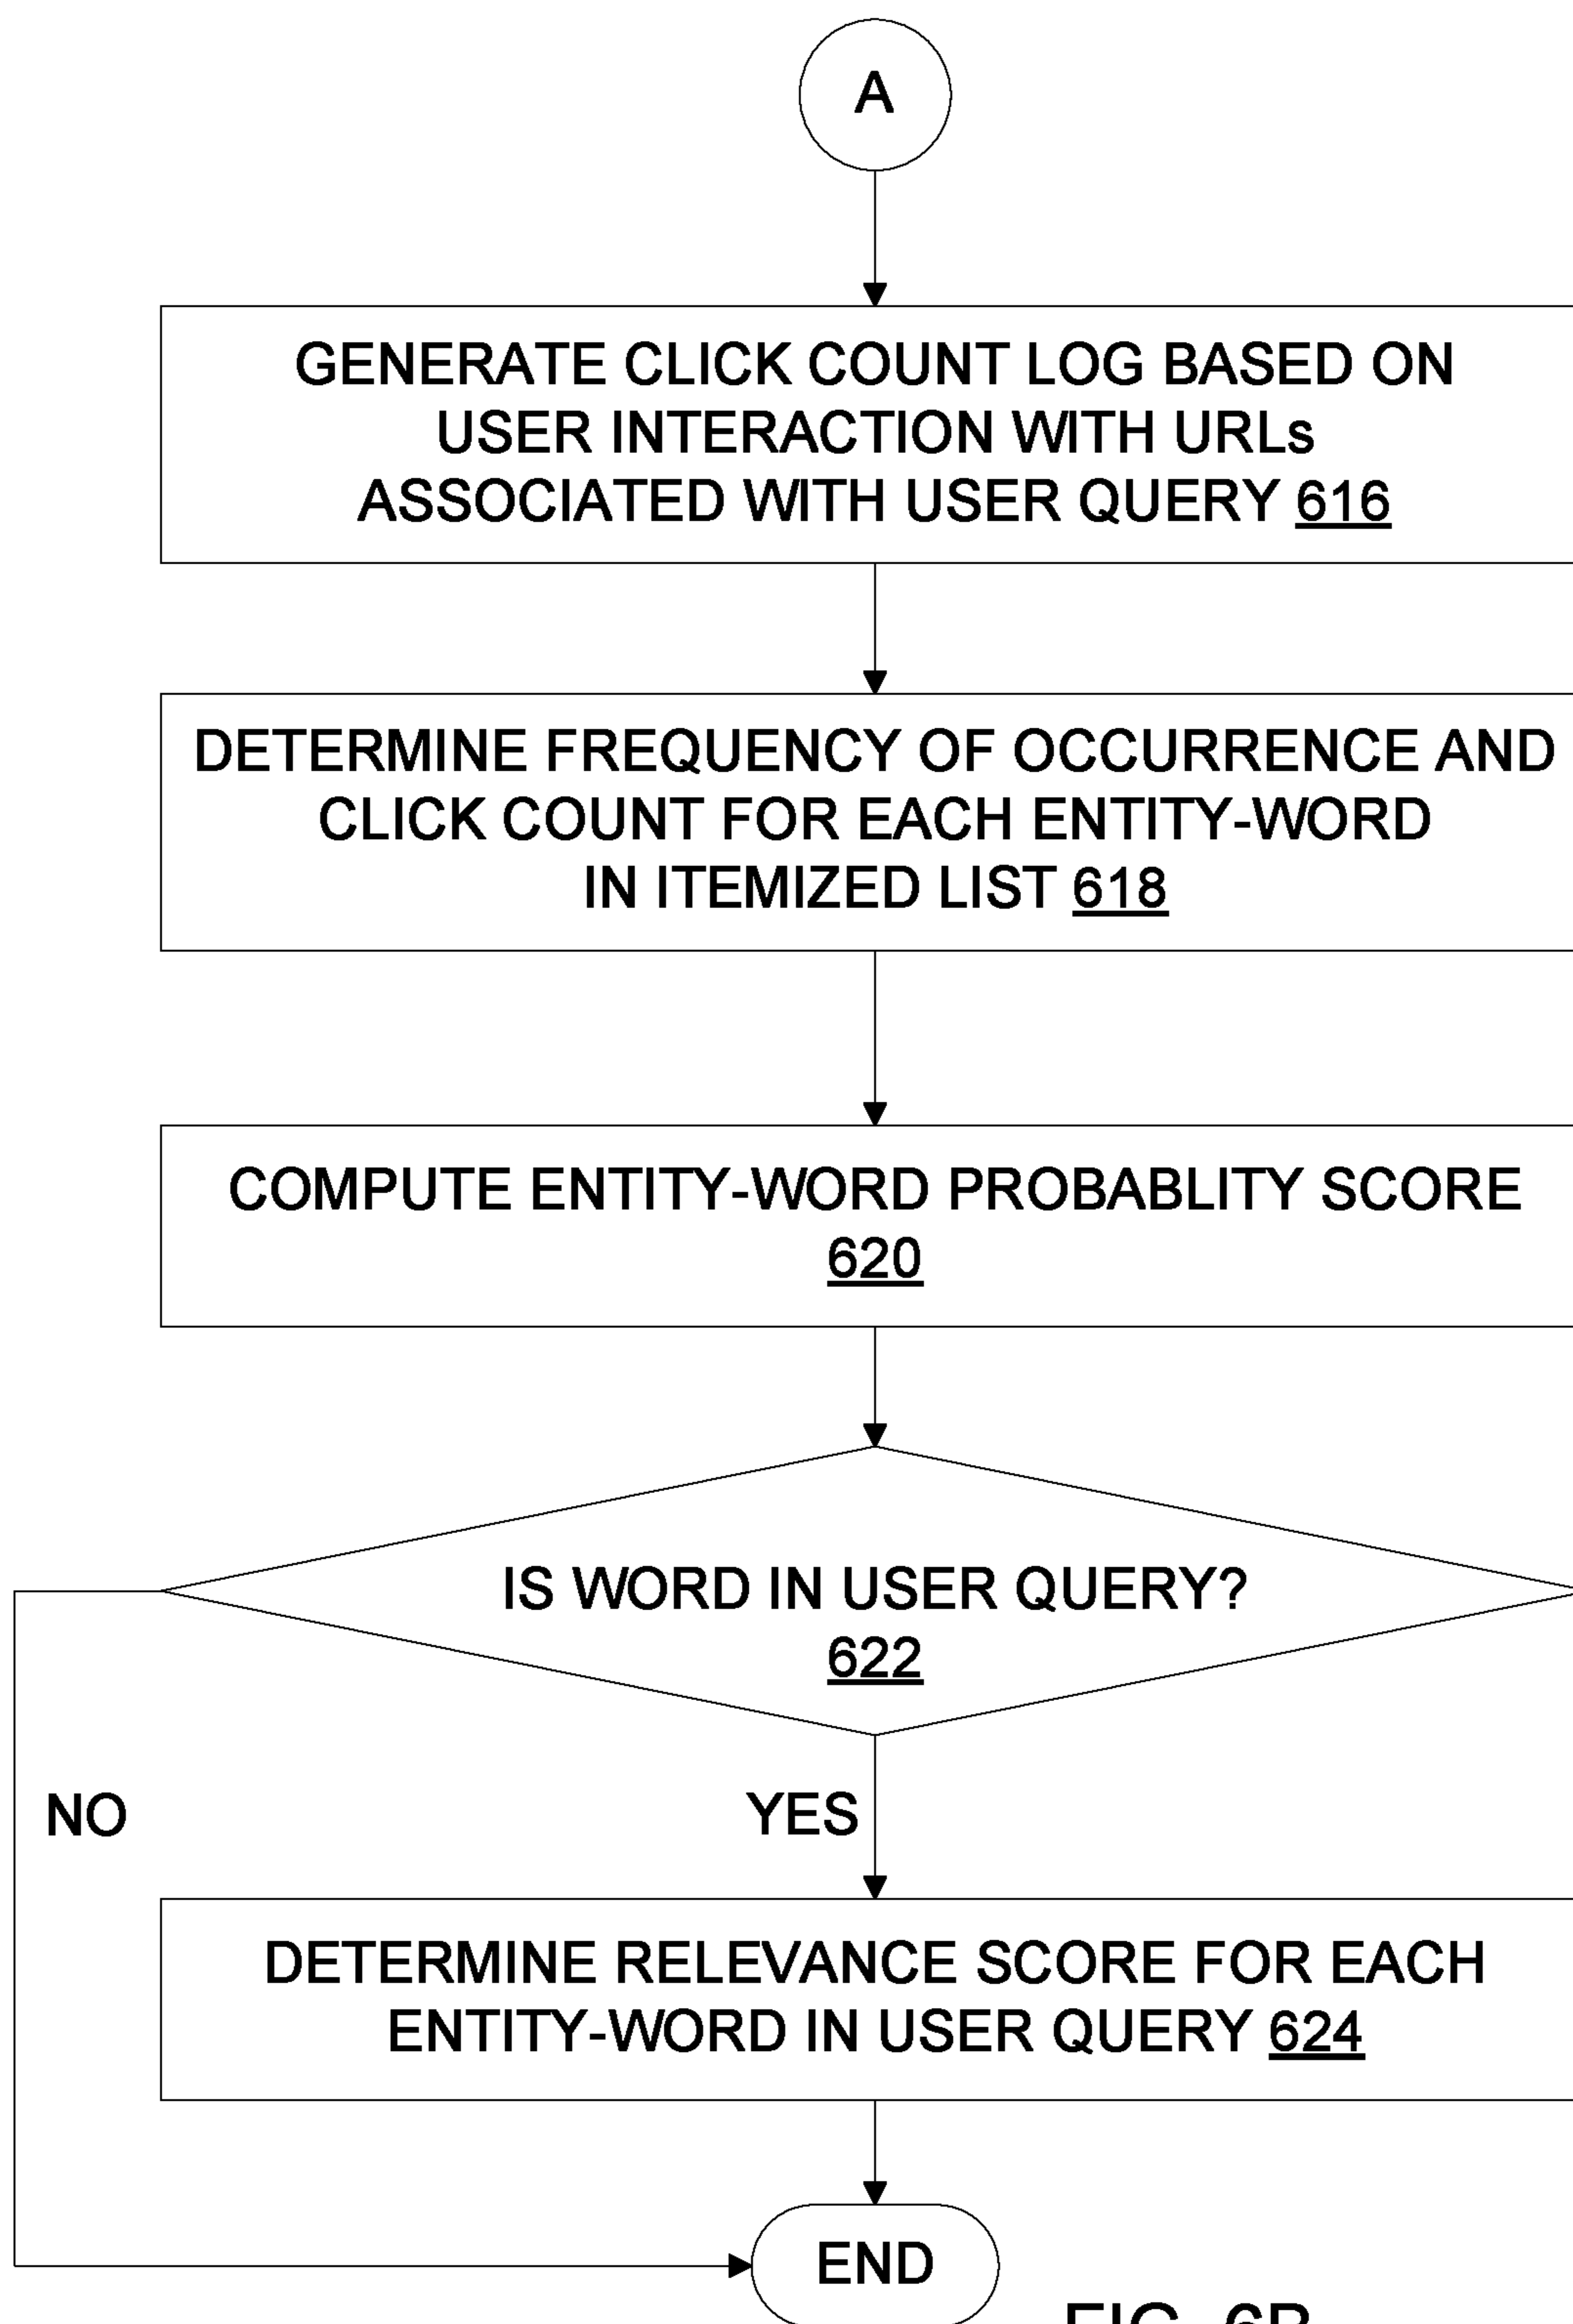 A
GENERATE CLICK COUNT LOG BASED ON
USER INTERACTION WITH URLs
ASSOCIATED WITH USER QUERY 616
DETERMINE FREQUENCY OF OCCURRENCE AND
CLICK COUNT FOR EACH ENTITY-WORD
IN ITEMIZED LIST 618
COMPUTE ENTITY-WORD PROBABLITY SCORE
620
IS WORD IN USER QUERY?
622
NO
YES
DETERMINE RELEVANCE SCORE FOR EACH
ENTITY-WORD IN USER QUERY 624
END
FIG. 6B